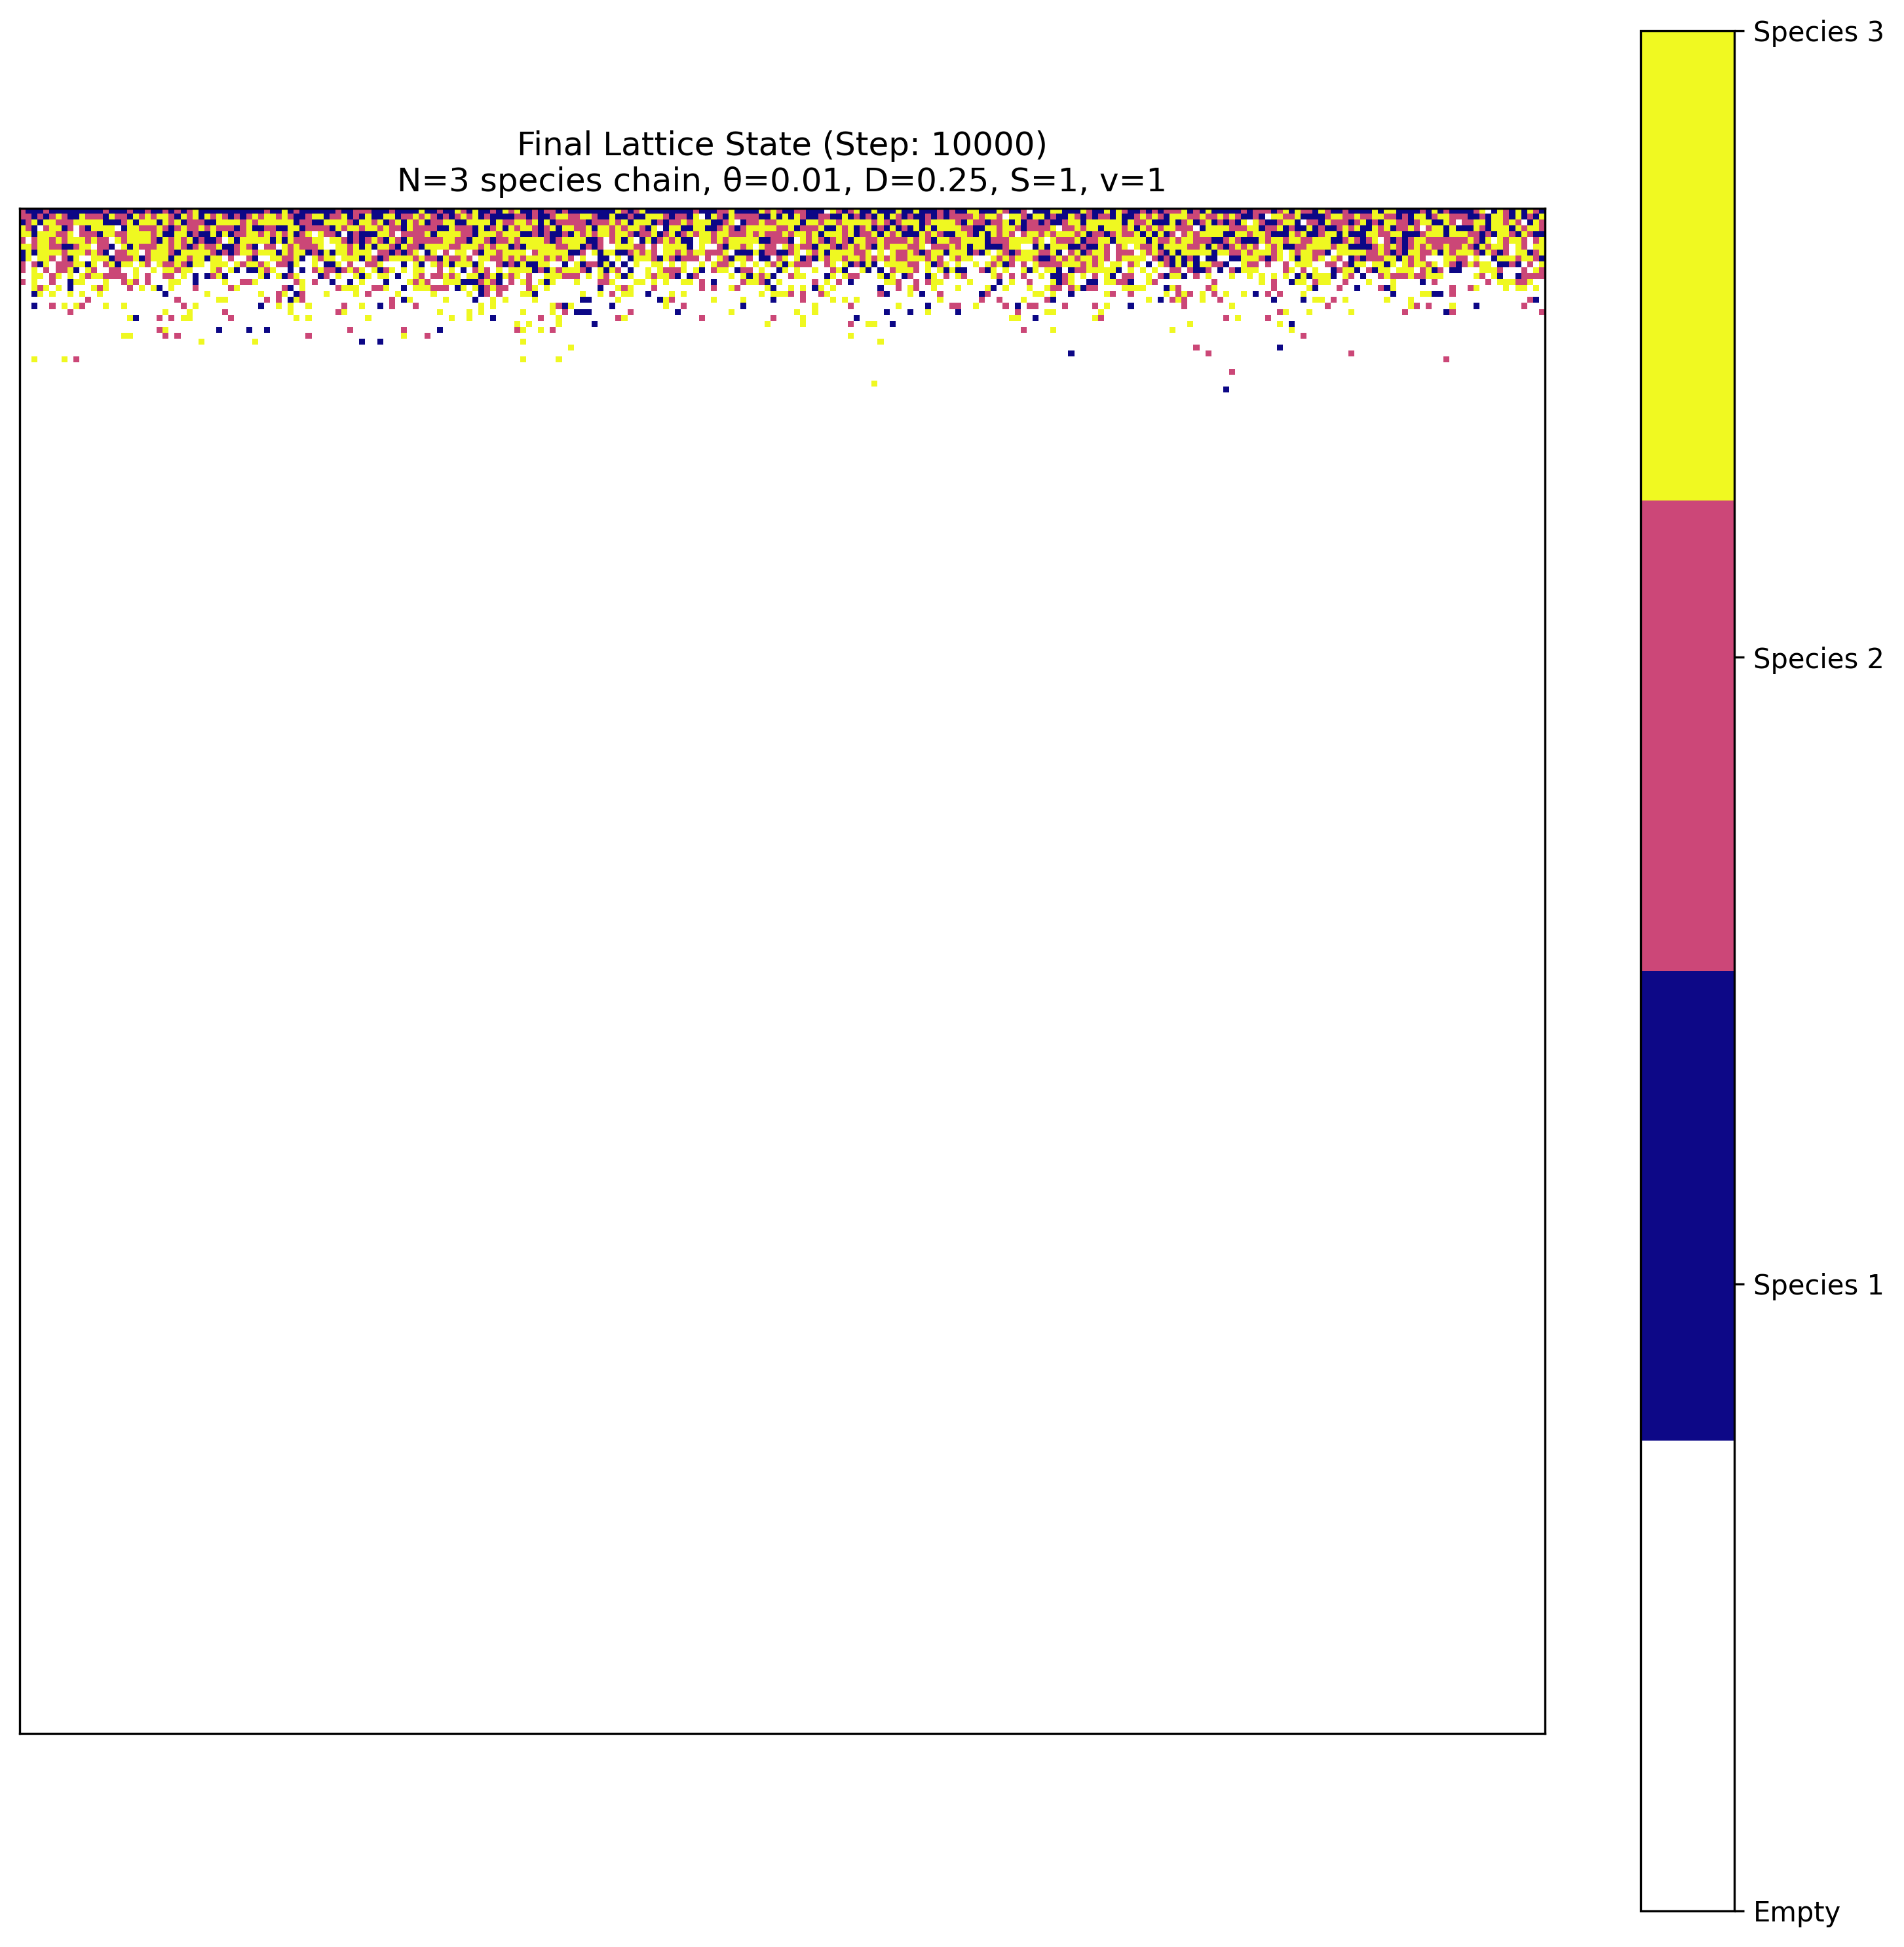 Final Lattice State (Step: 10000)
N=3 species chain, θ=0.01, D=0.25, S=1, v=1
Species 3
Species 2
Species 1
Empty